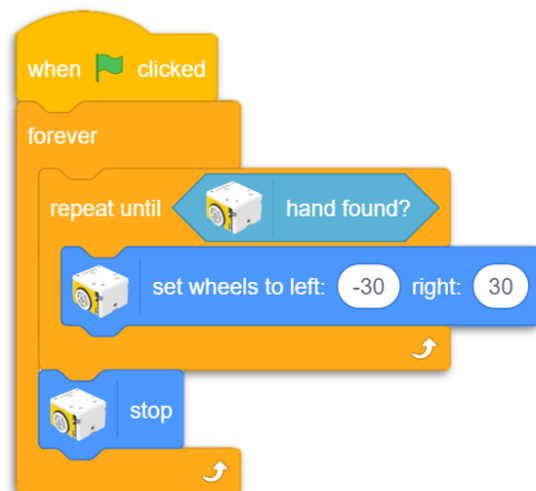 when clicked
forever
repeat until hand found?
set wheels to left: -30 right: 30
stop